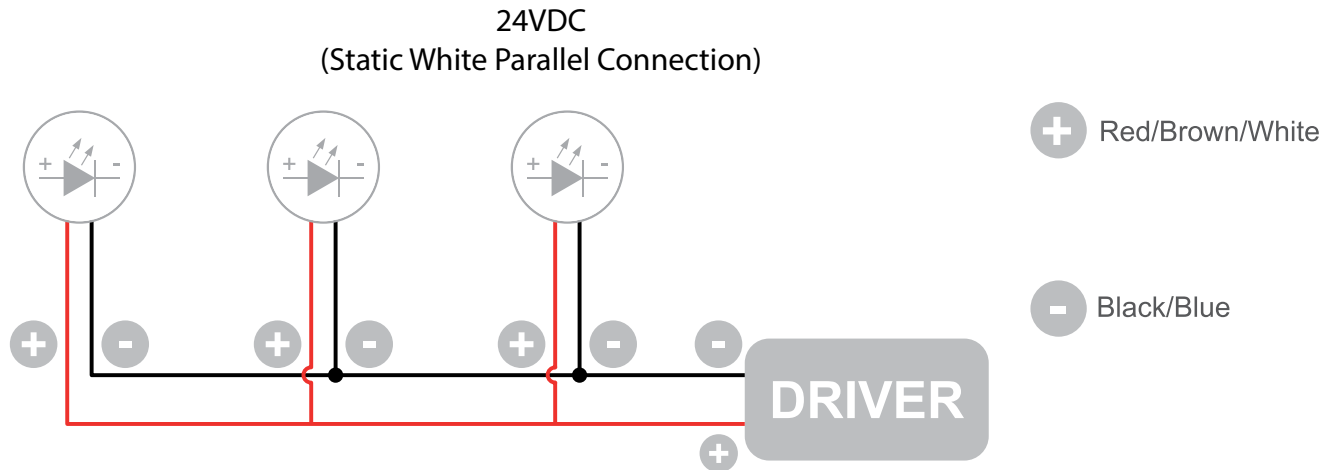 24VDC
(Static White Parallel Connection)
+ -
+ -
+ -
+ Red/Brown/White
- Black/Blue
+ -
+ -
+ -
-
DRIVER
+